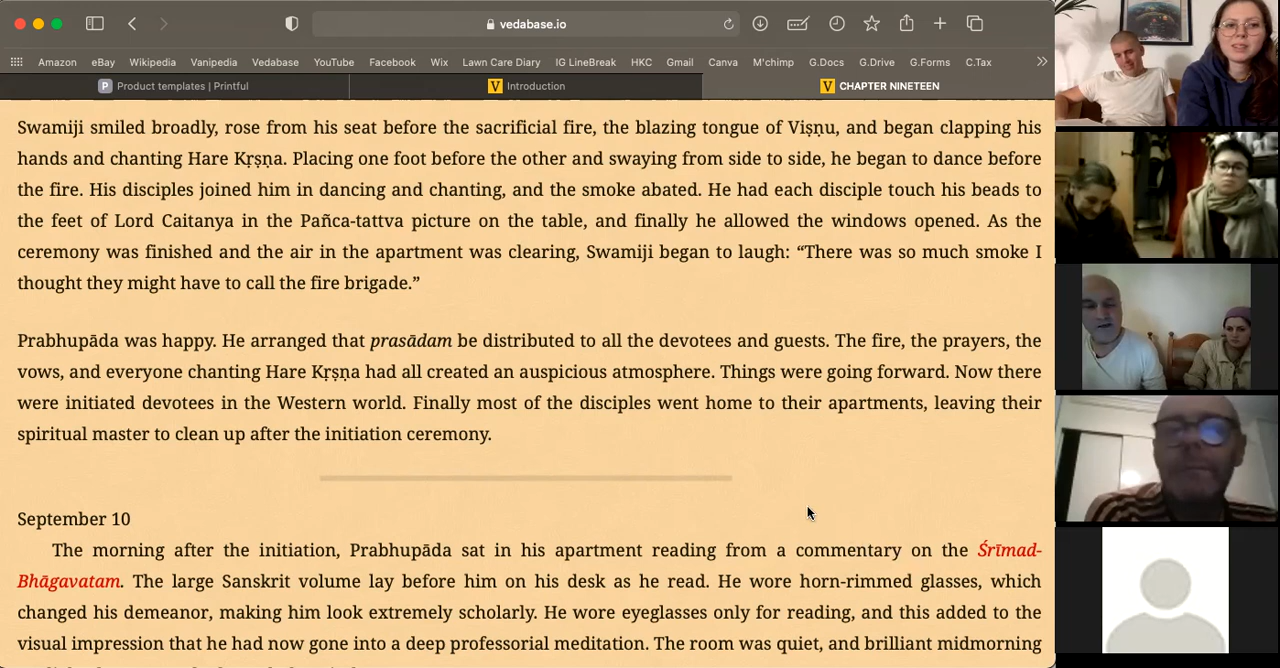 vedabase.io
Amazon eBay Wikipedia Vanipedia Vedabase YouTube Facebook Wix Lawn Care Diary IG LineBreak HKC Gmail Canva M'chimp G.Docs G.Drive G.Forms C.Tax
P Product templates | Printful V Introduction V CHAPTER NINETEEN
Swamiji smiled broadly, rose from his seat before the sacrificial fire, the blazing tongue of Viṣṇu, and began clapping his
hands and chanting Hare Kṛṣṇa. Placing one foot before the other and swaying from side to side, he began to dance before
the fire. His disciples joined him in dancing and chanting, and the smoke abated. He had each disciple touch his beads to
the feet of Lord Caitanya in the Pañca-tattva picture on the table, and finally he allowed the windows opened. As the
ceremony was finished and the air in the apartment was clearing, Swamiji began to laugh: “There was so much smoke I
thought they might have to call the fire brigade.”
Prabhupāda was happy. He arranged that prasādam be distributed to all the devotees and guests. The fire, the prayers, the
vows, and everyone chanting Hare Kṛṣṇa had all created an auspicious atmosphere. Things were going forward. Now there
were initiated devotees in the Western world. Finally most of the disciples went home to their apartments, leaving their
spiritual master to clean up after the initiation ceremony.
September 10
The morning after the initiation, Prabhupāda sat in his apartment reading from a commentary on the Śrīmad-
Bhāgavatam. The large Sanskrit volume lay before him on his desk as he read. He wore horn-rimmed glasses, which
changed his demeanor, making him look extremely scholarly. He wore eyeglasses only for reading, and this added to the
visual impression that he had now gone into a deep professorial meditation. The room was quiet, and brilliant midmorning